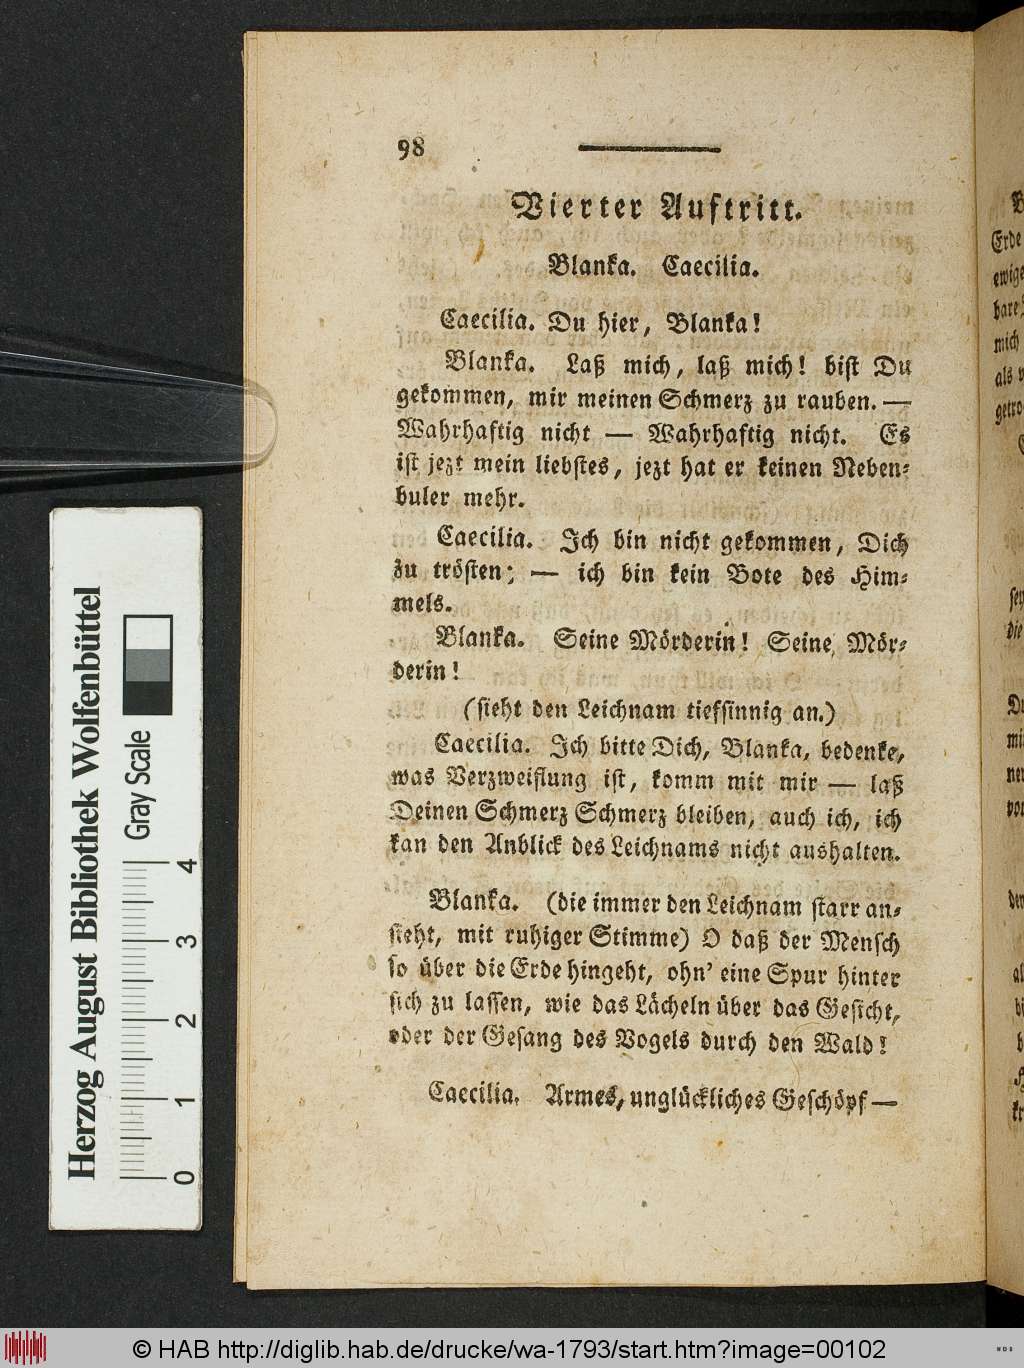 98
Vierter Auftritt.
Blanka. Caecilia.
Caecilia. Du hier, Blanka!
Blanka. Laß mich, laß mich! bist Du
gekommen, mir meinen Schmerz zu rauben. —
Wahrhaftig nicht — Wahrhaftig nicht. Es
ist jezt mein liebstes, jezt hat er keinen Neben-
buler mehr.
Caecilia. Ich bin nicht gekommen, Dich
zu trösten; — ich bin kein Bote des Him-
mels.
Blanka. Seine Mörderin! Seine Mör-
derin!
(sieht den Leichnam tiefsinnig an.)
Caecilia. Ich bitte Dich, Blanka, bedenke,
was Verzweiflung ist, komm mit mir — laß
Deinen Schmerz Schmerz bleiben, auch ich, ich
kan den Anblick des Leichnams nicht aushalten.
Blanka. (die immer den Leichnam starr an-
sieht, mit ruhiger Stimme) O daß der Mensch
so über die Erde hingeht, ohn' eine Spur hinter
sich zu lassen, wie das Lächeln über das Gesicht,
oder der Gesang des Vogels durch den Wald!
Caecilia. Armes, unglückliches Geschöpf —
Erde
ewige
mich
als
Herzog August Bibliothek Wolfenbüttel
Gray Scale
0 1 2 3 4
© HAB http://diglib.hab.de/drucke/wa-1793/start.htm?image=00102